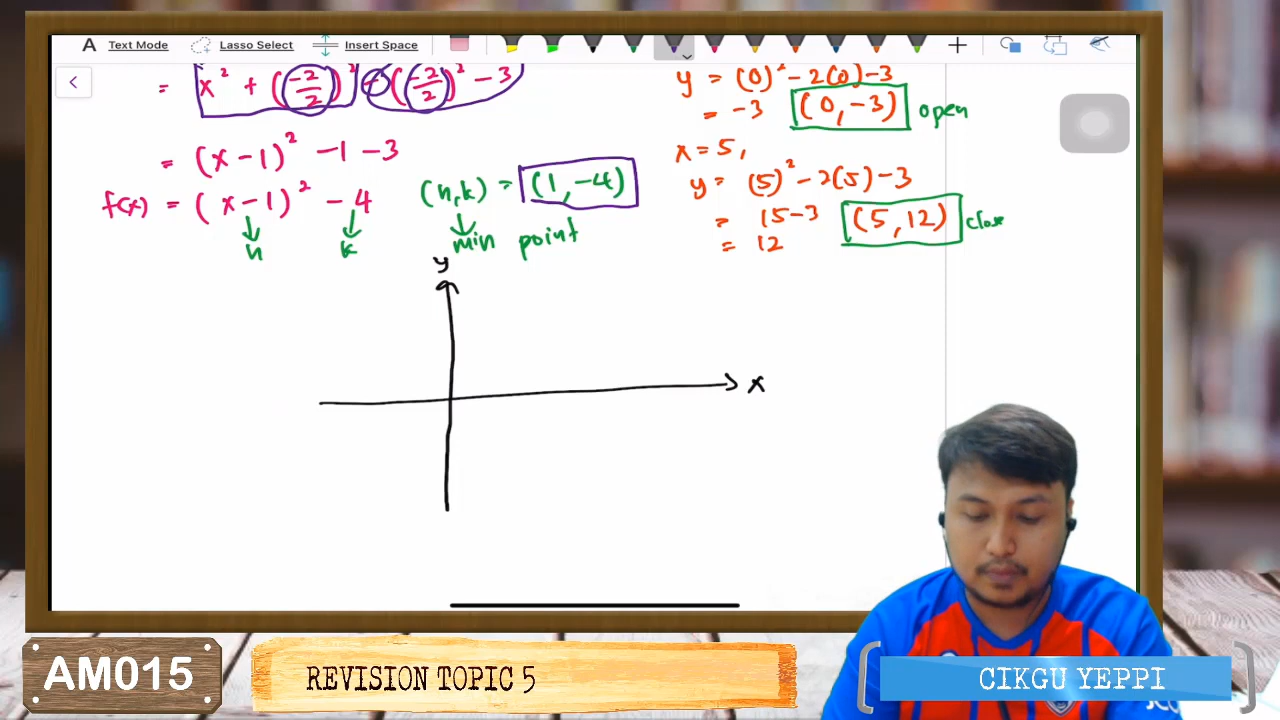 A Text Mode Lasso Select Insert Space
= x² + (-2/2)² - (-2/2)² - 3
= (x-1)² -1 -3
f(x) = (x-1)² - 4
h k
(h,k) = (1,-4)
min point
y = (0)² - 2(0) - 3
= -3 (0,-3) open
x = 5,
y = (5)² - 2(5) - 3
= 15-3 (5,12) close
= 12
y
x
AM015
REVISION TOPIC 5
CIKGU YEPPI